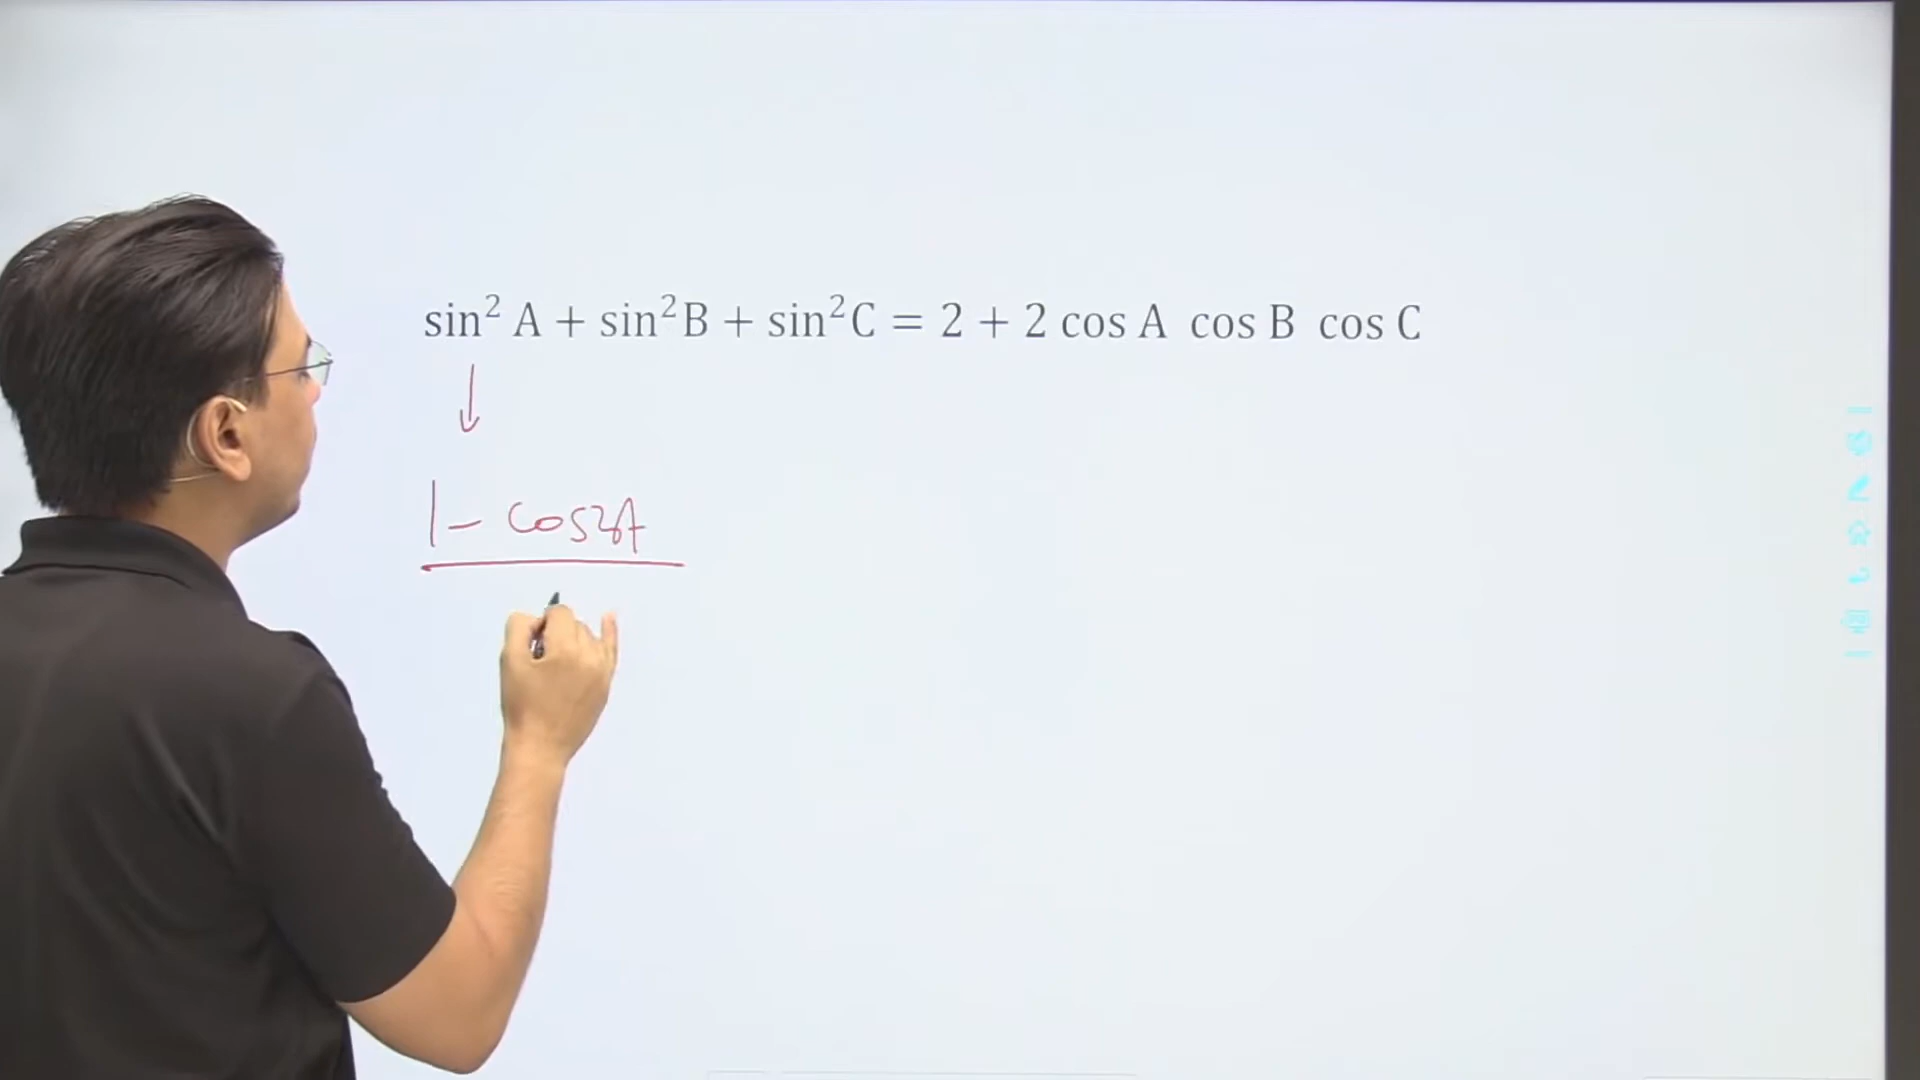 sin² A + sin²B + sin²C = 2 + 2 cos A cos B cos C
1 - cos2A